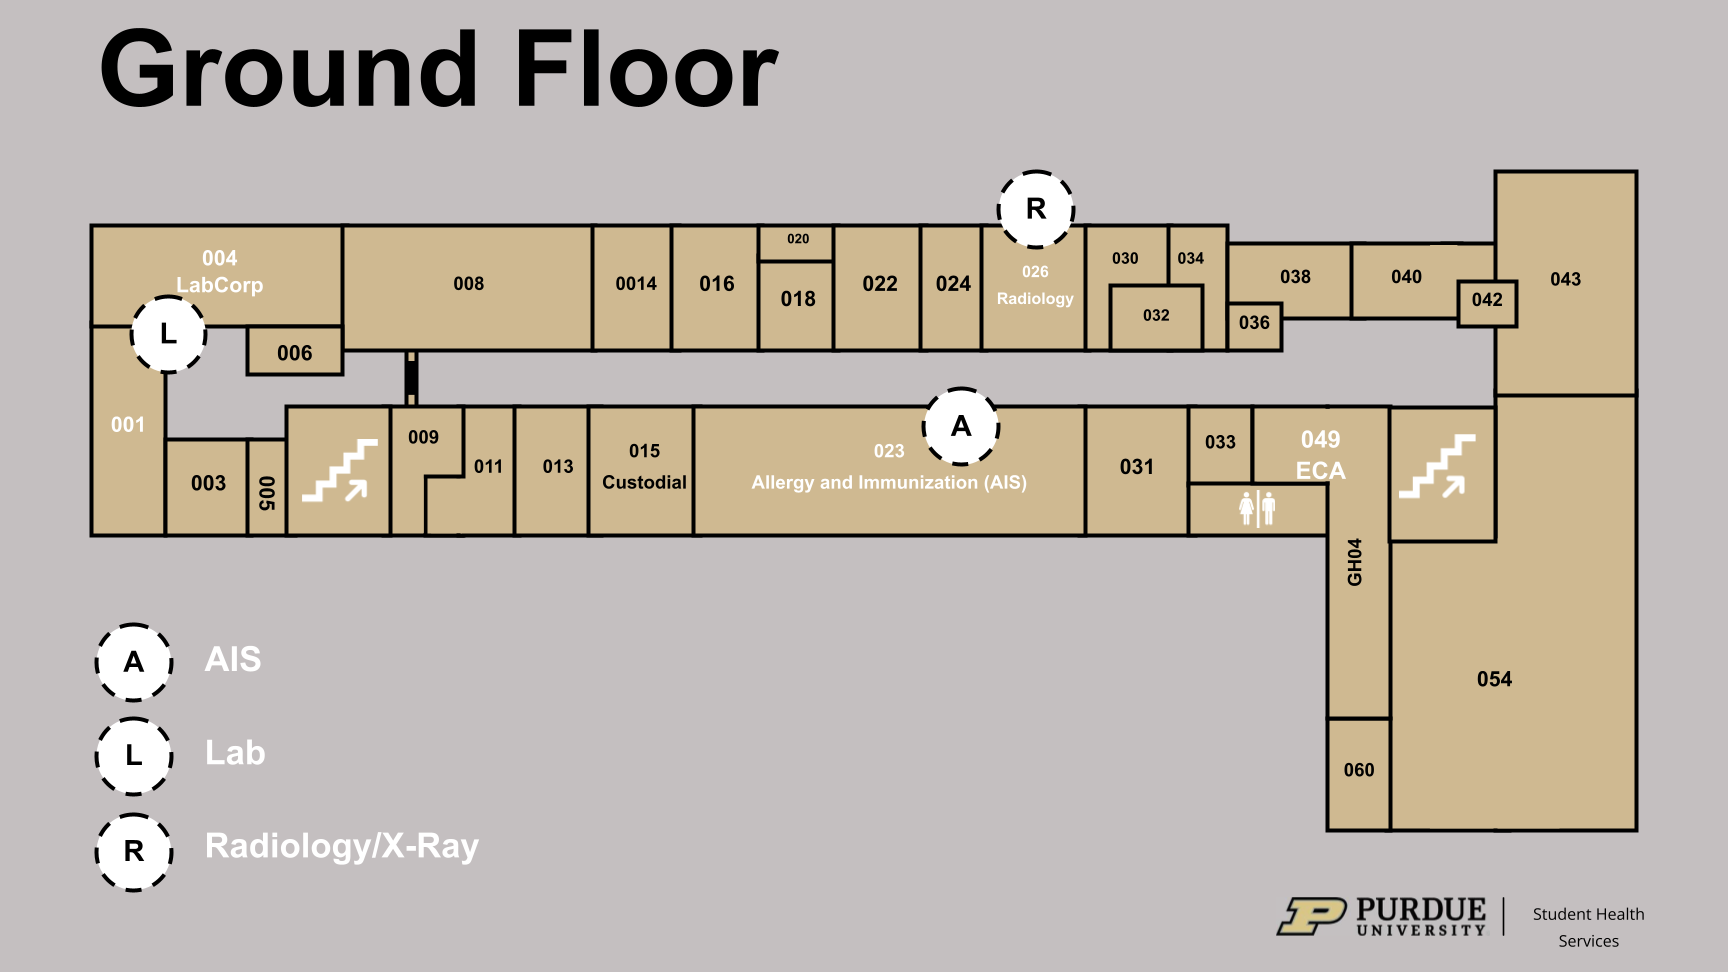 Ground Floor
R
004
LabCorp
008
0014
016
020
018
022
024
026
Radiology
030
034
032
038
036
040
042
043
L
006
001
003
005
009
011
013
015
Custodial
A
023
Allergy and Immunization (AIS)
031
033
049
ECA
GH04
054
060
A
AIS
L
Lab
R
Radiology/X-Ray
PURDUE
UNIVERSITY
Student Health
Services